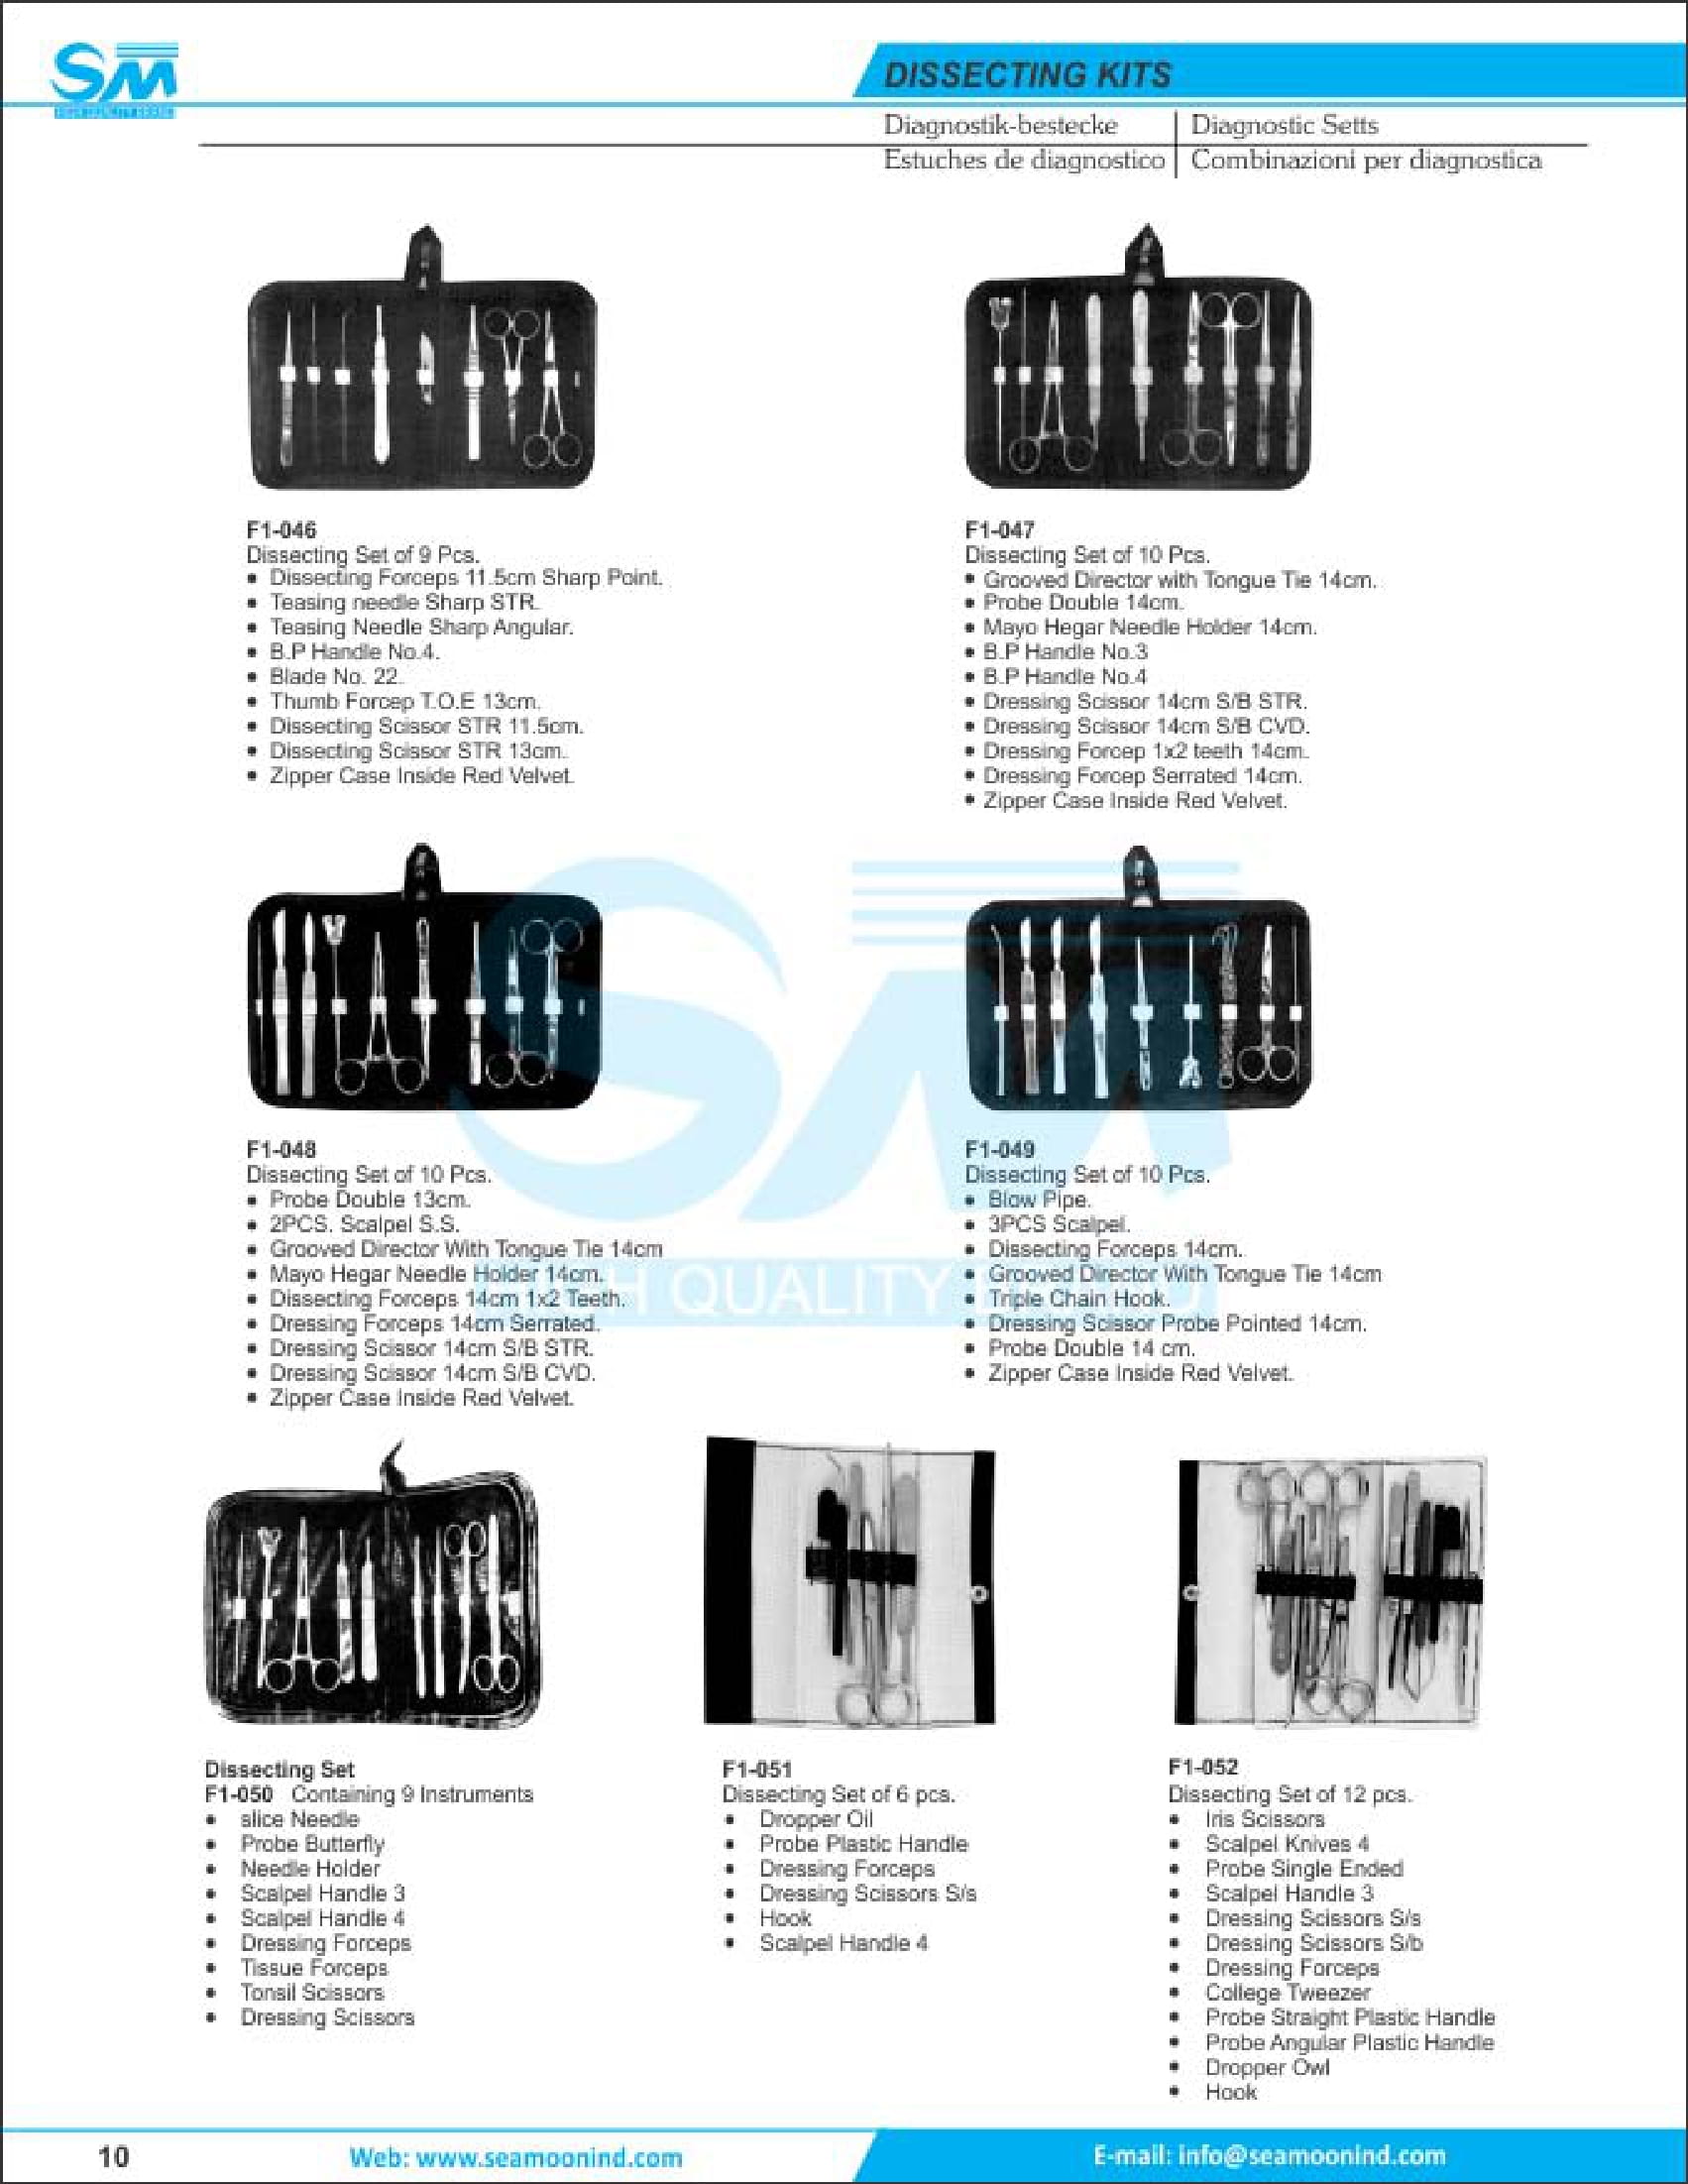 SM
DISSECTING KITS
Diagnostik-bestecke
Diagnostic Setts
Estuches de diagnostico
Combinazioni per diagnostica
F1-046
Dissecting Set of 9 Pcs.
• Dissecting Forceps 11.5cm Sharp Point.
• Teasing needle Sharp STR.
• Teasing Needle Sharp Angular.
• B.P Handle No.4.
• Blade No. 22.
• Thumb Forcep T.O.E 13cm.
• Dissecting Scissor STR 11.5cm.
• Dissecting Scissor STR 13cm.
• Zipper Case Inside Red Velvet.
F1-047
Dissecting Set of 10 Pcs.
• Grooved Director with Tongue Tie 14cm.
• Probe Double 14cm.
• Mayo Hegar Needle Holder 14cm.
• B.P Handle No.3
• B.P Handle No.4
• Dressing Scissor 14cm S/B STR.
• Dressing Scissor 14cm S/B CVD.
• Dressing Forcep 1x2 teeth 14cm.
• Dressing Forcep Serrated 14cm.
• Zipper Case Inside Red Velvet.
F1-048
Dissecting Set of 10 Pcs.
• Probe Double 13cm.
• 2PCS. Scalpel S.S.
• Grooved Director With Tongue Tie 14cm
• Mayo Hegar Needle Holder 14cm.
• Dissecting Forceps 14cm 1x2 Teeth.
• Dressing Forceps 14cm Serrated.
• Dressing Scissor 14cm S/B STR.
• Dressing Scissor 14cm S/B CVD.
• Zipper Case Inside Red Velvet.
F1-049
Dissecting Set of 10 Pcs.
• Blow Pipe.
• 3PCS Scalpel.
• Dissecting Forceps 14cm.
• Grooved Director With Tongue Tie 14cm
• Triple Chain Hook.
• Dressing Scissor Probe Pointed 14cm.
• Probe Double 14 cm.
• Zipper Case Inside Red Velvet.
SM
QUALITY
Dissecting Set
F1-050 Containing 9 Instruments
• slice Needle
• Probe Butterfly
• Needle Holder
• Scalpel Handle 3
• Scalpel Handle 4
• Dressing Forceps
• Tissue Forceps
• Tonsil Scissors
• Dressing Scissors
F1-051
Dissecting Set of 6 pcs.
• Dropper Oil
• Probe Plastic Handle
• Dressing Forceps
• Dressing Scissors S/s
• Hook
• Scalpel Handle 4
F1-052
Dissecting Set of 12 pcs.
• Iris Scissors
• Scalpel Knives 4
• Probe Single Ended
• Scalpel Handle 3
• Dressing Scissors S/s
• Dressing Scissors S/b
• Dressing Forceps
• College Tweezer
• Probe Straight Plastic Handle
• Probe Angular Plastic Handle
• Dropper Owl
• Hook
10
Web: www.seamoonind.com
E-mail: info@seamoonind.com